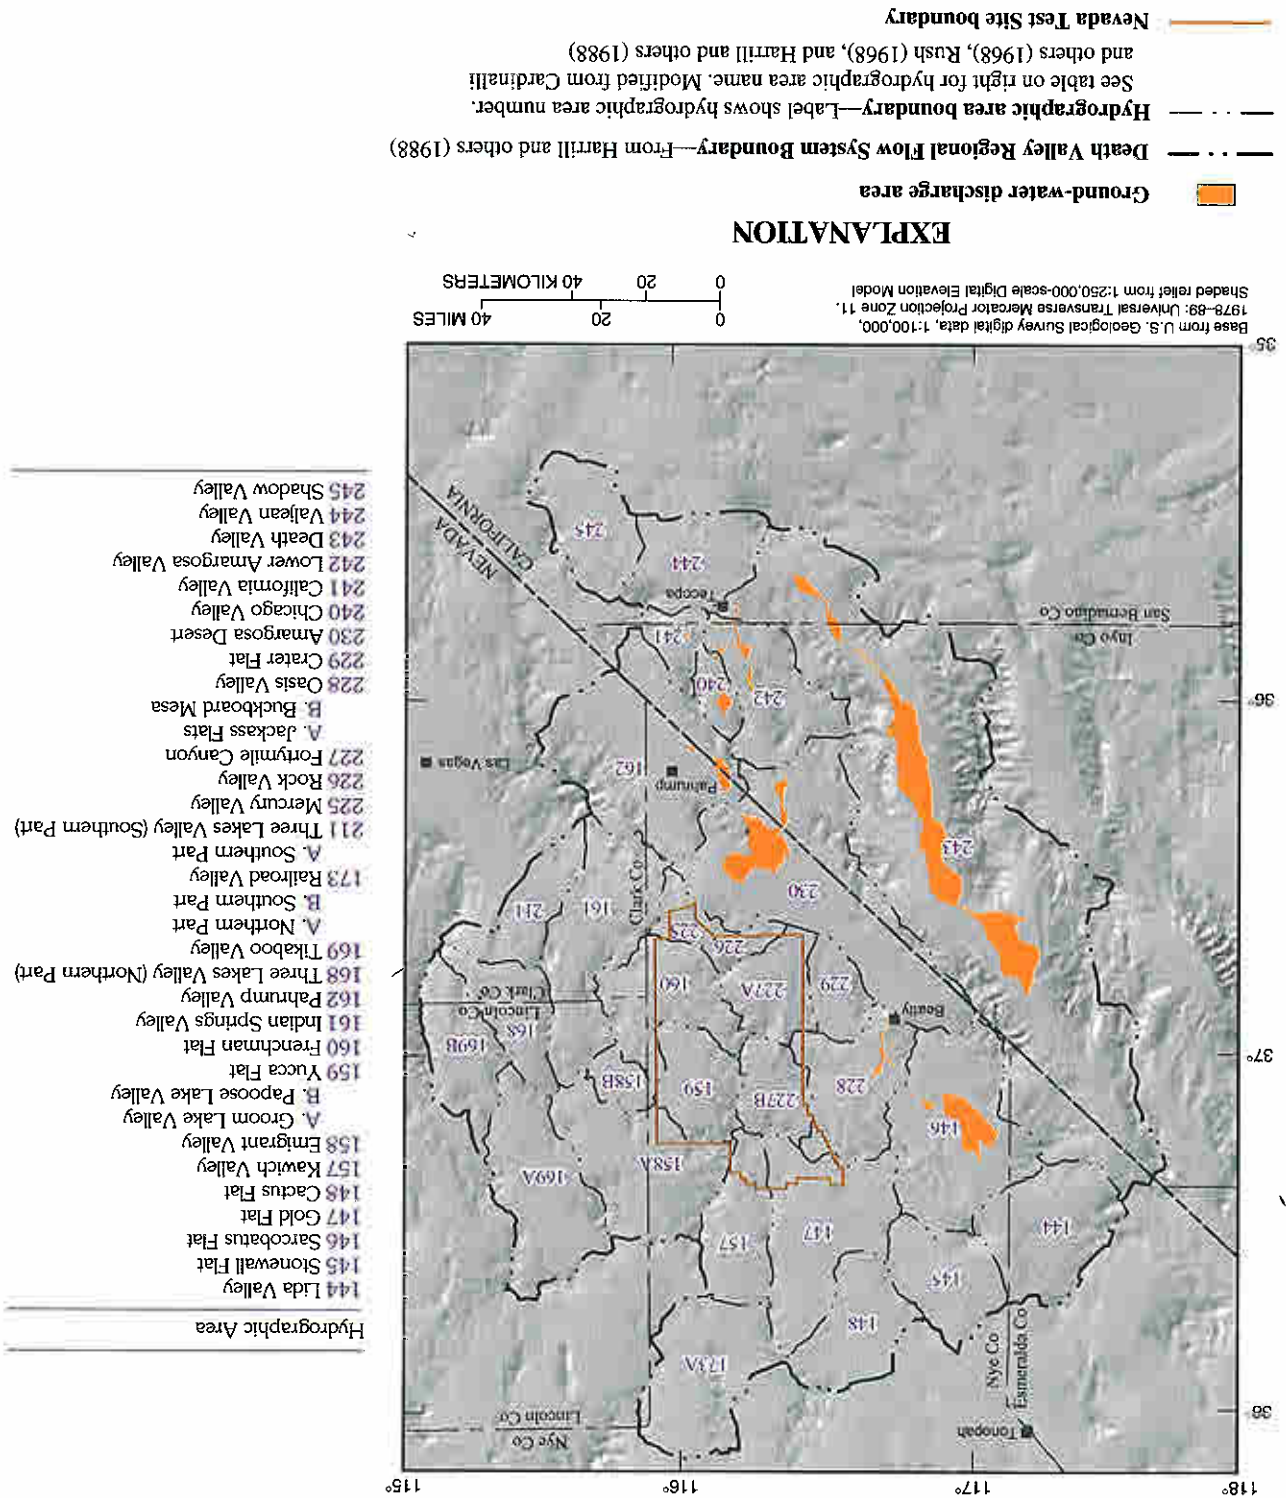 118°
117°
116°
115°
Tonopah
Nye Co
Lincoln Co
38°
Esmeralda Co
Nye Co
173A
148
145
144
147
157
169A
158A
146
228
227B
159
158B
168
169B
37°
Lincoln Co
Clark Co
Beatty
229
227A
160
226
225
161
211
230
Clark Co
243
Pahrump
162
Las Vegas
36°
242
240
241
Inyo Co
San Bernadino Co
Tecopa
244
245
NEVADA
CALIFORNIA
35°
Hydrographic Area
144 Lida Valley
145 Stonewall Flat
146 Sarcobatus Flat
147 Gold Flat
148 Cactus Flat
157 Kawich Valley
158 Emigrant Valley
A. Groom Lake Valley
B. Papoose Lake Valley
159 Yucca Flat
160 Frenchman Flat
161 Indian Springs Valley
162 Pahrump Valley
168 Three Lakes Valley (Northern Part)
169 Tikaboo Valley
A. Northern Part
B. Southern Part
173 Railroad Valley
A. Southern Part
211 Three Lakes Valley (Southern Part)
225 Mercury Valley
226 Rock Valley
227 Fortymile Canyon
A. Jackass Flats
B. Buckboard Mesa
228 Oasis Valley
229 Crater Flat
230 Amargosa Desert
240 Chicago Valley
241 California Valley
242 Lower Amargosa Valley
243 Death Valley
244 Valjean Valley
245 Shadow Valley
Base from U.S. Geological Survey digital data, 1:100,000,
1978–89: Universal Transverse Mercator Projection Zone 11.
Shaded relief from 1:250,000-scale Digital Elevation Model
0 20 40 MILES
0 20 40 KILOMETERS
EXPLANATION
Ground-water discharge area
Death Valley Regional Flow System Boundary—From Harrill and others (1988)
Hydrographic area boundary—Label shows hydrographic area number.
See table on right for hydrographic area name. Modified from Cardinalli
and others (1968), Rush (1968), and Harrill and others (1988)
Nevada Test Site boundary